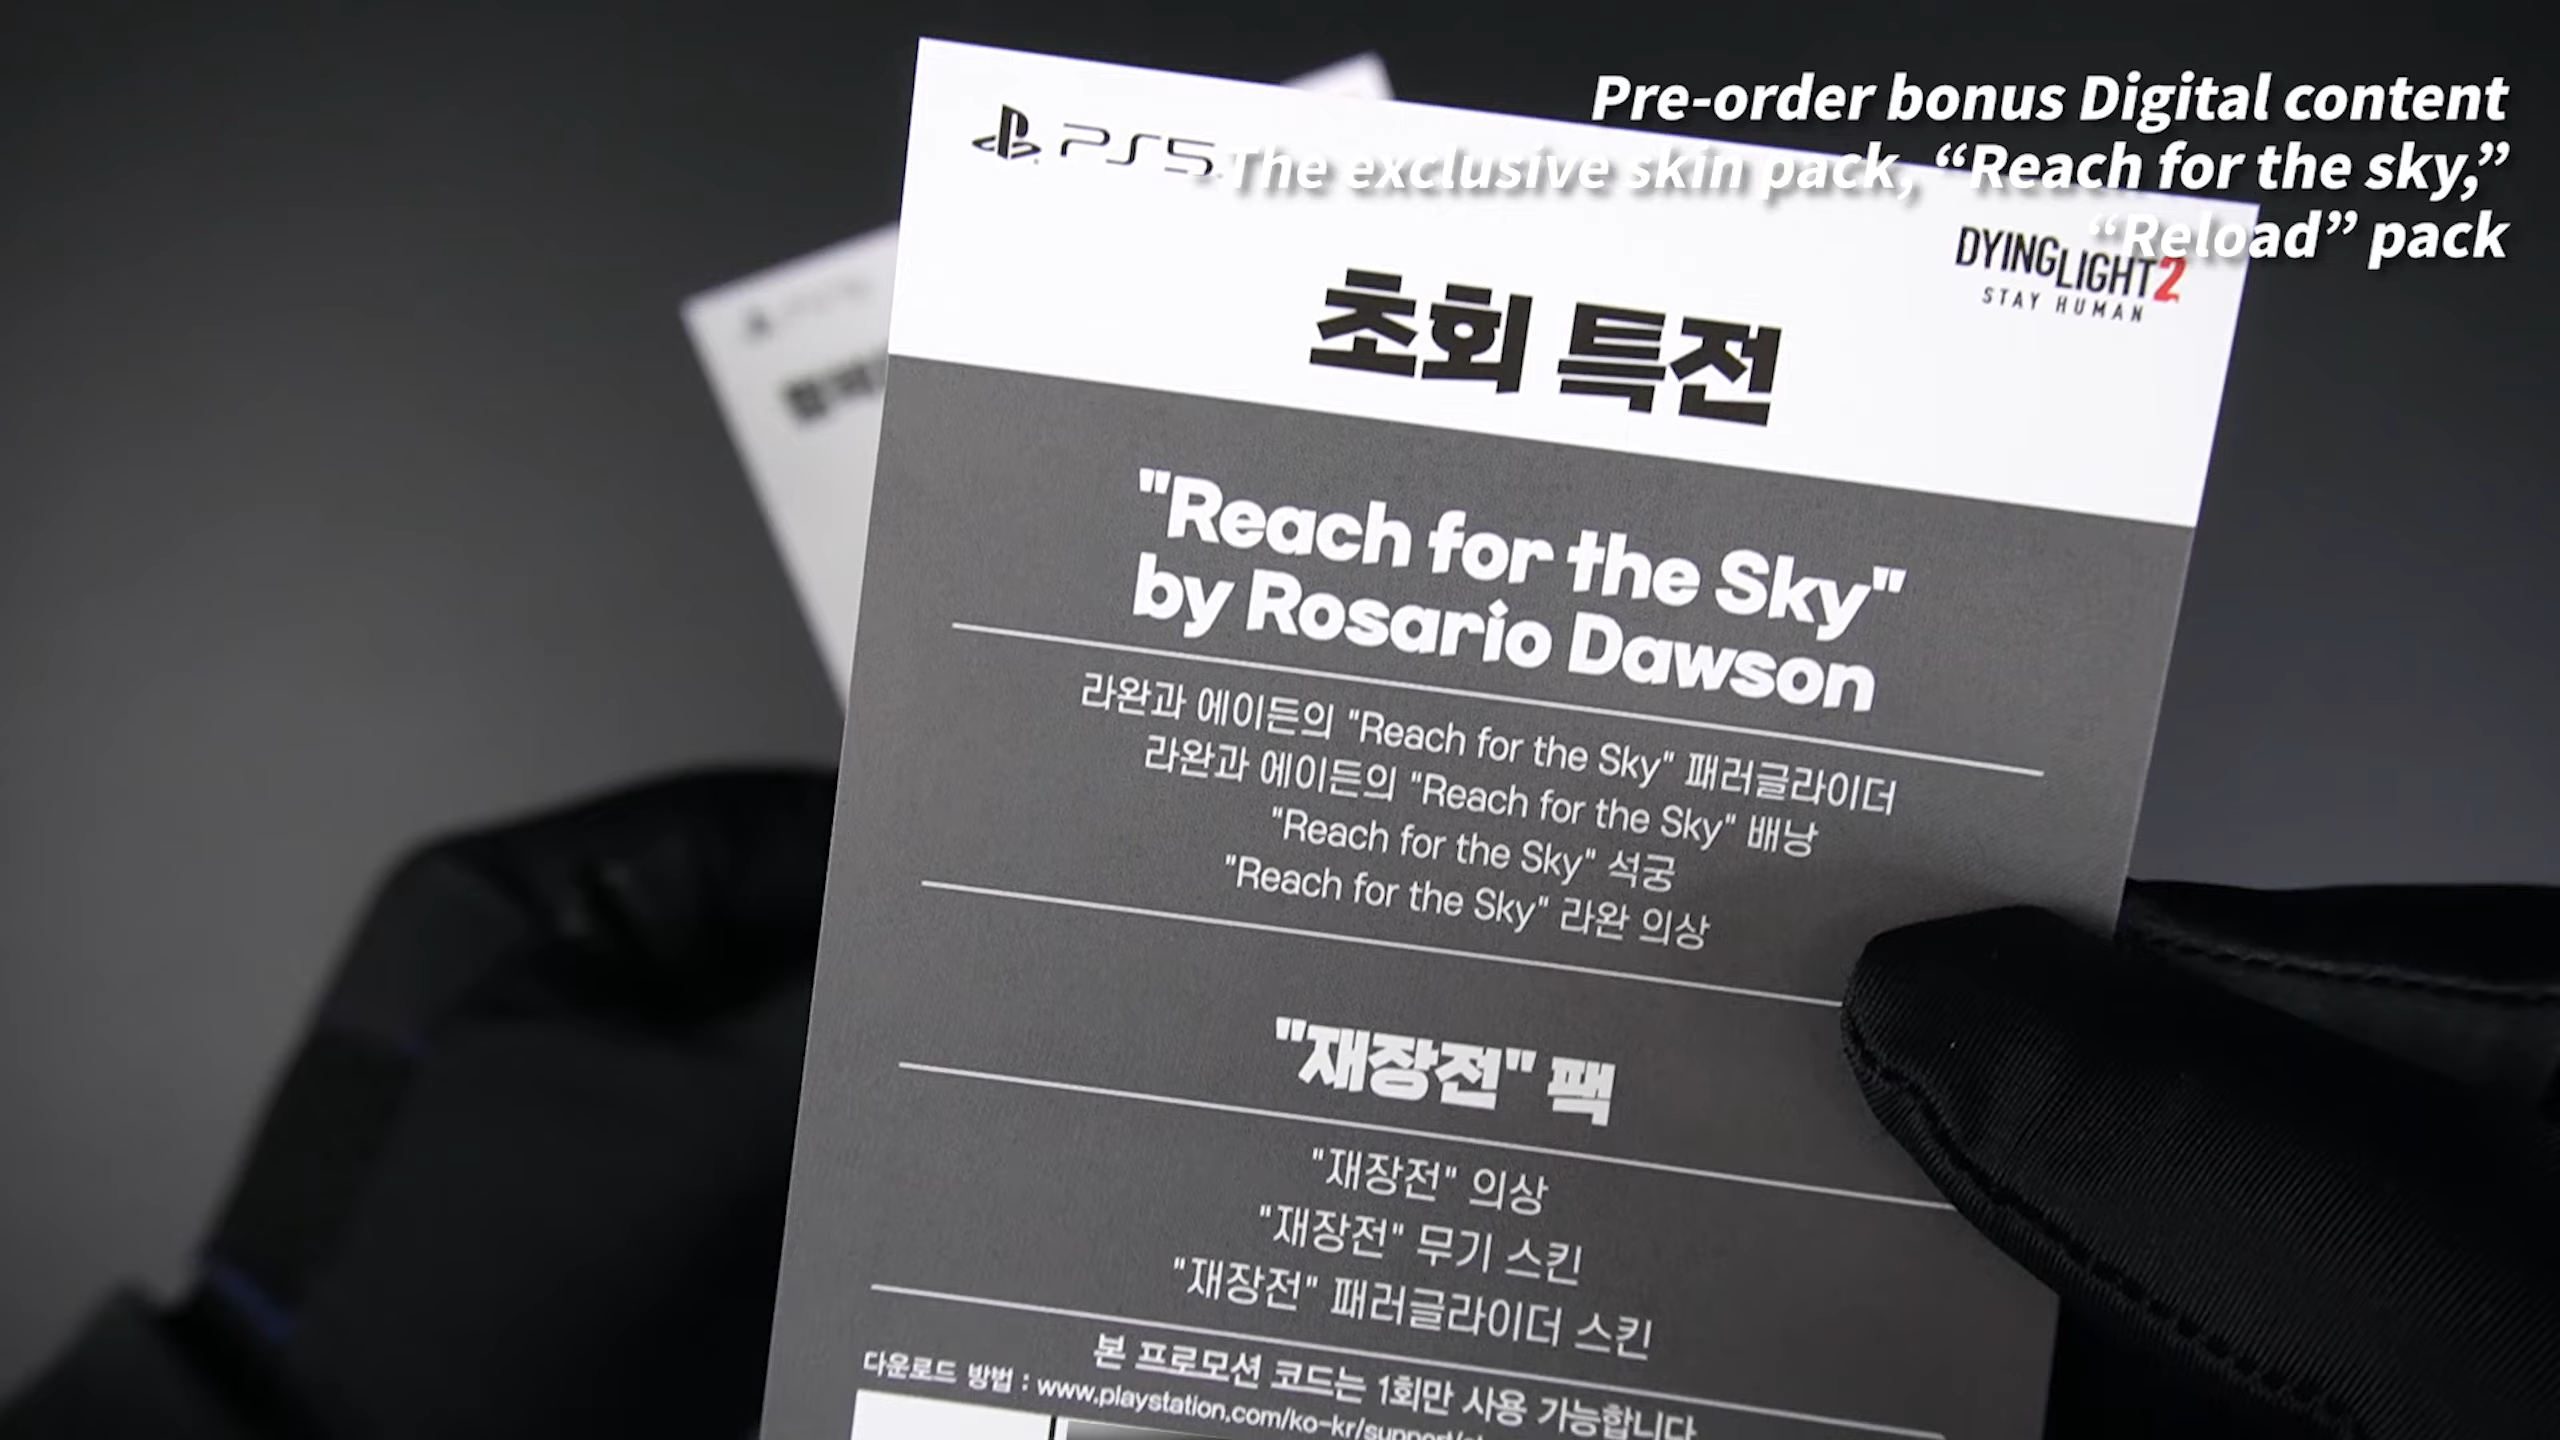 Pre-order bonus Digital content
The exclusive skin pack, “Reach for the sky,”
“Reload” pack
PS5
DYING LIGHT 2
STAY HUMAN
초회 특전
"Reach for the Sky"
by Rosario Dawson
라완과 에이든의 "Reach for the Sky" 패러글라이더
라완과 에이든의 "Reach for the Sky" 배낭
"Reach for the Sky" 석궁
"Reach for the Sky" 라완 의상
"재장전" 팩
"재장전" 의상
"재장전" 무기 스킨
"재장전" 패러글라이더 스킨
본 프로모션 코드는 1회만 사용 가능합니다
다운로드 방법 : www.playstation.com/ko-kr/support/